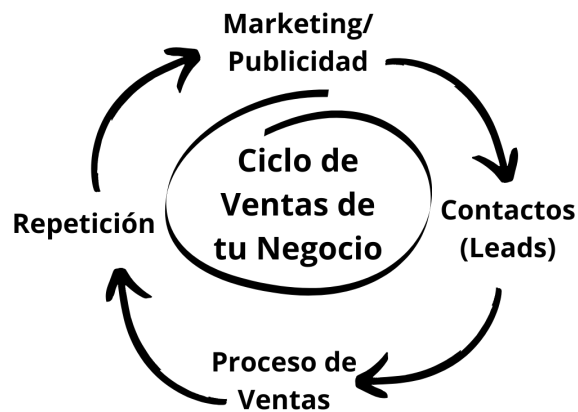 Marketing/
Publicidad
Ciclo de
Ventas de
tu Negocio
Contactos
(Leads)
Repetición
Proceso de
Ventas